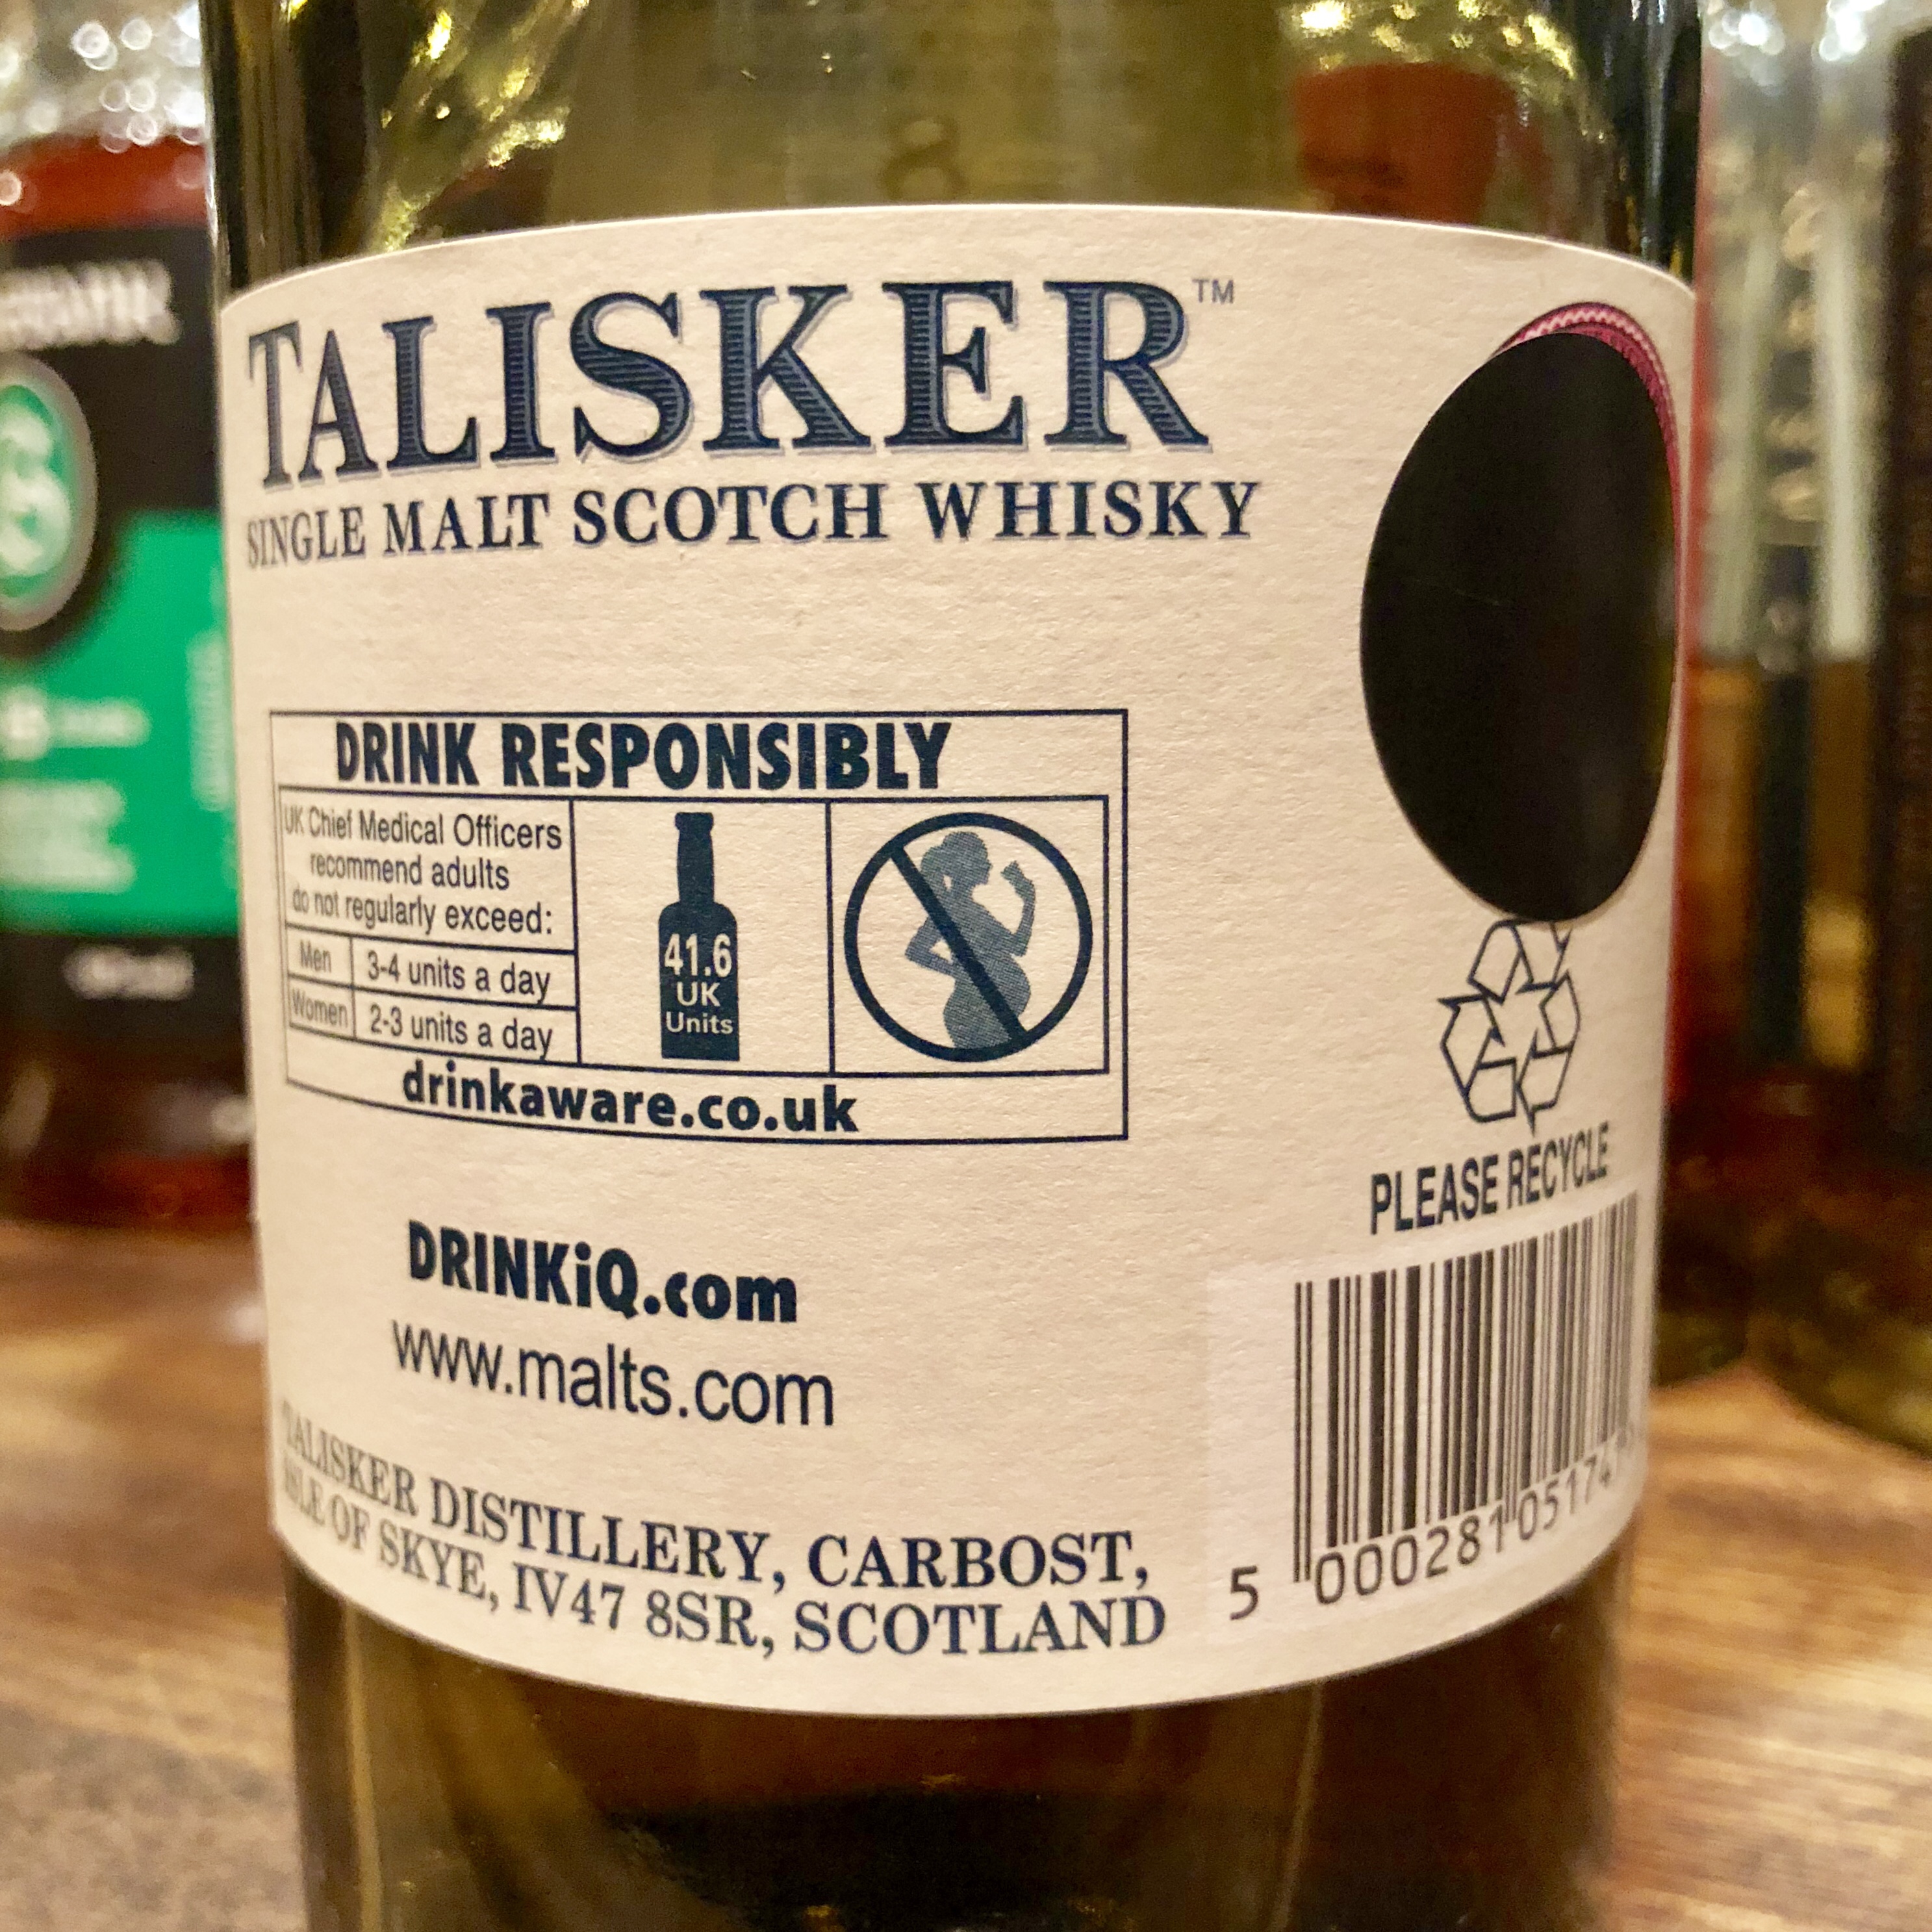 8
TALISKER™
SINGLE MALT SCOTCH WHISKY
DRINK RESPONSIBLY
UK Chief Medical Officers
recommend adults
do not regularly exceed:
Men 3-4 units a day
Women 2-3 units a day
41.6
UK
Units
drinkaware.co.uk
PLEASE RECYCLE
DRINKiQ.com
www.malts.com
TALISKER DISTILLERY, CARBOST,
ISLE OF SKYE, IV47 8SR, SCOTLAND
5 000281 05174